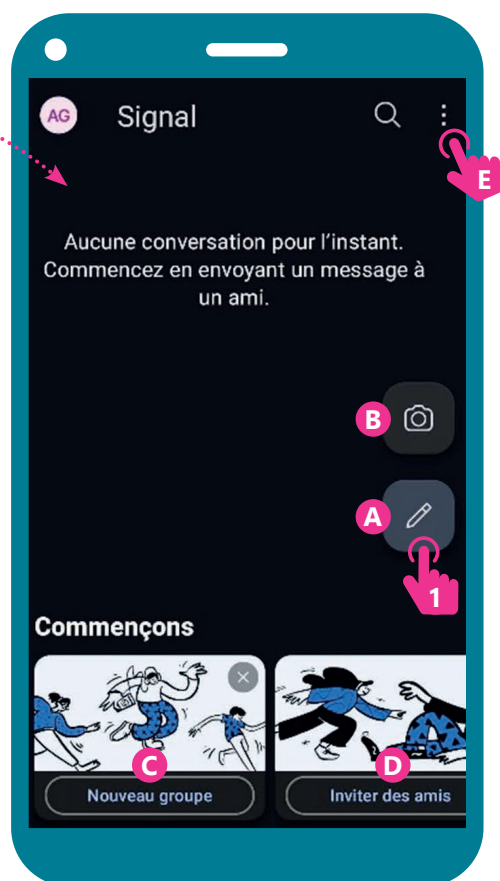 AG Signal
E
Aucune conversation pour l'instant.
Commencez en envoyant un message à
un ami.
B
A
1
Commençons
C
D
Nouveau groupe
Inviter des amis